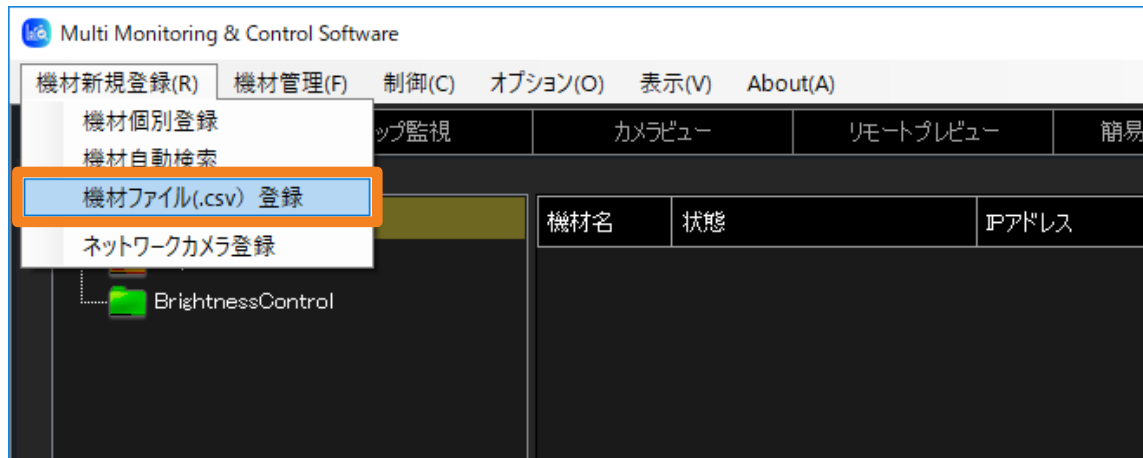 Multi Monitoring & Control Software
機材新規登録(R) 機材管理(F) 制御(C) オプション(O) 表示(V) About(A)
機材個別登録
ップ監視 カメラビュー リモートプレビュー 簡易
機材自動検索
機材ファイル(.csv）登録
機材名 状態 IPアドレス
ネットワークカメラ登録
BrightnessControl